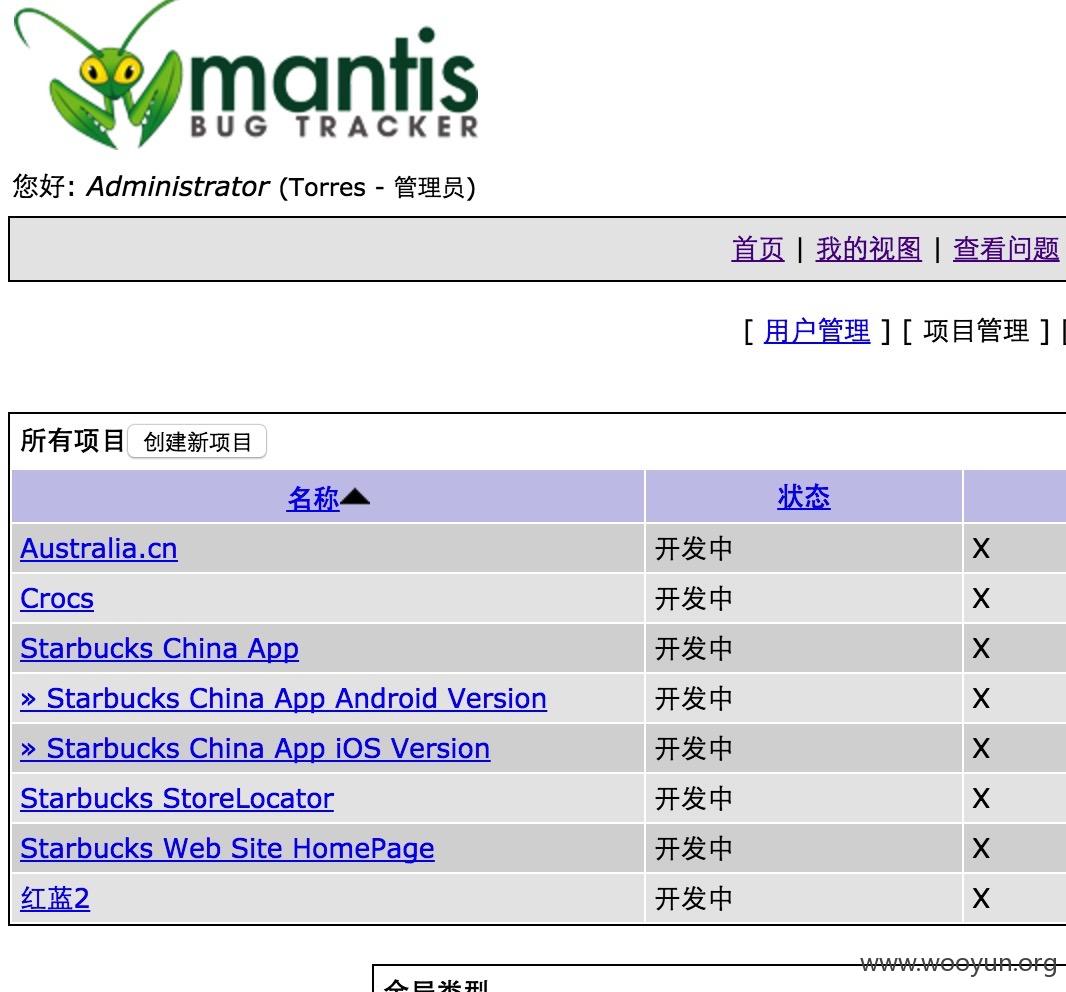 mantis
BUG TRACKER
您好: Administrator (Torres - 管理员)
首页 | 我的视图 | 查看问题
[ 用户管理 ] [ 项目管理 ] [
所有项目 创建新项目
名称 状态
Australia.cn 开发中 X
Crocs 开发中 X
Starbucks China App 开发中 X
» Starbucks China App Android Version 开发中 X
» Starbucks China App iOS Version 开发中 X
Starbucks StoreLocator 开发中 X
Starbucks Web Site HomePage 开发中 X
红蓝2 开发中 X
www.wooyun.org
全局类型